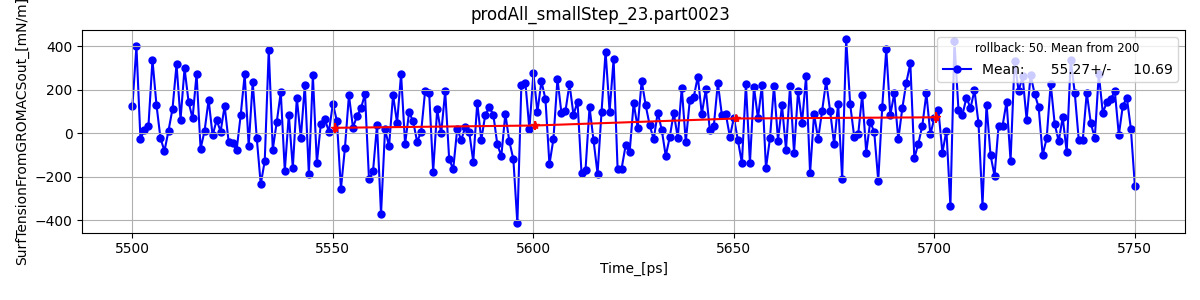 prodAll_smallStep_23.part0023
SurfTensionFromGROMACSout_[mN/m]
400
200
0
−200
−400
rollback: 50. Mean from 200
Mean: 55.27+/- 10.69
5500 5550 5600 5650 5700 5750
Time_[ps]